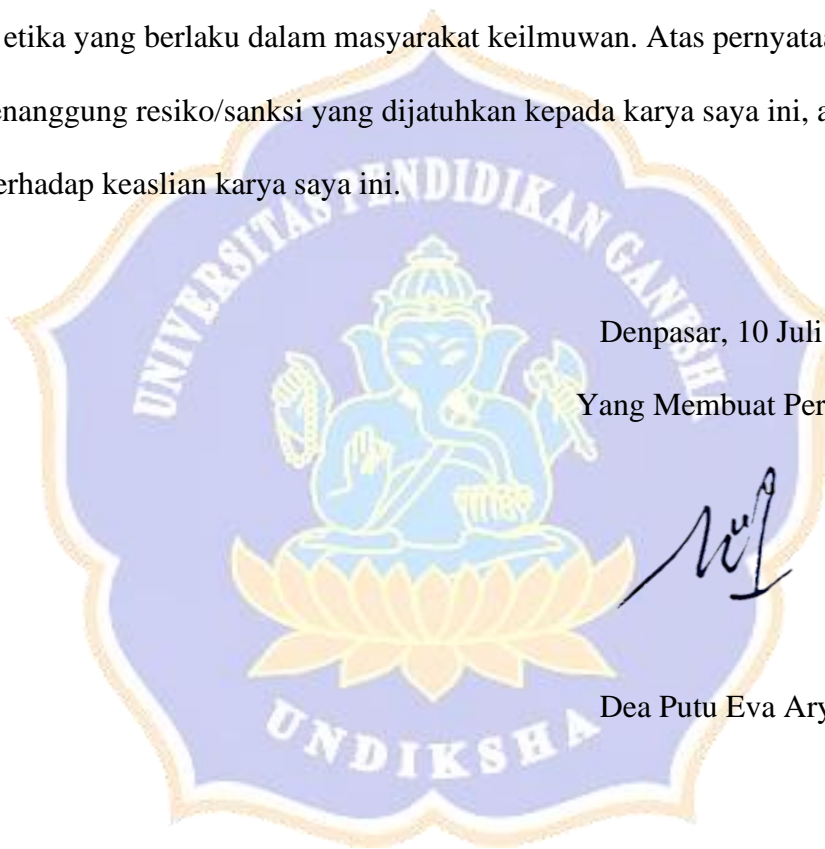 etika yang berlaku dalam masyarakat keilmuwan. Atas pernyataa
enanggung resiko/sanksi yang dijatuhkan kepada karya saya ini, a
erhadap keaslian karya saya ini.
UNIVERSITAS PENDIDIKAN GANESHA
Denpasar, 10 Juli
Yang Membuat Per
Dea Putu Eva Ary
UNDIKSHA